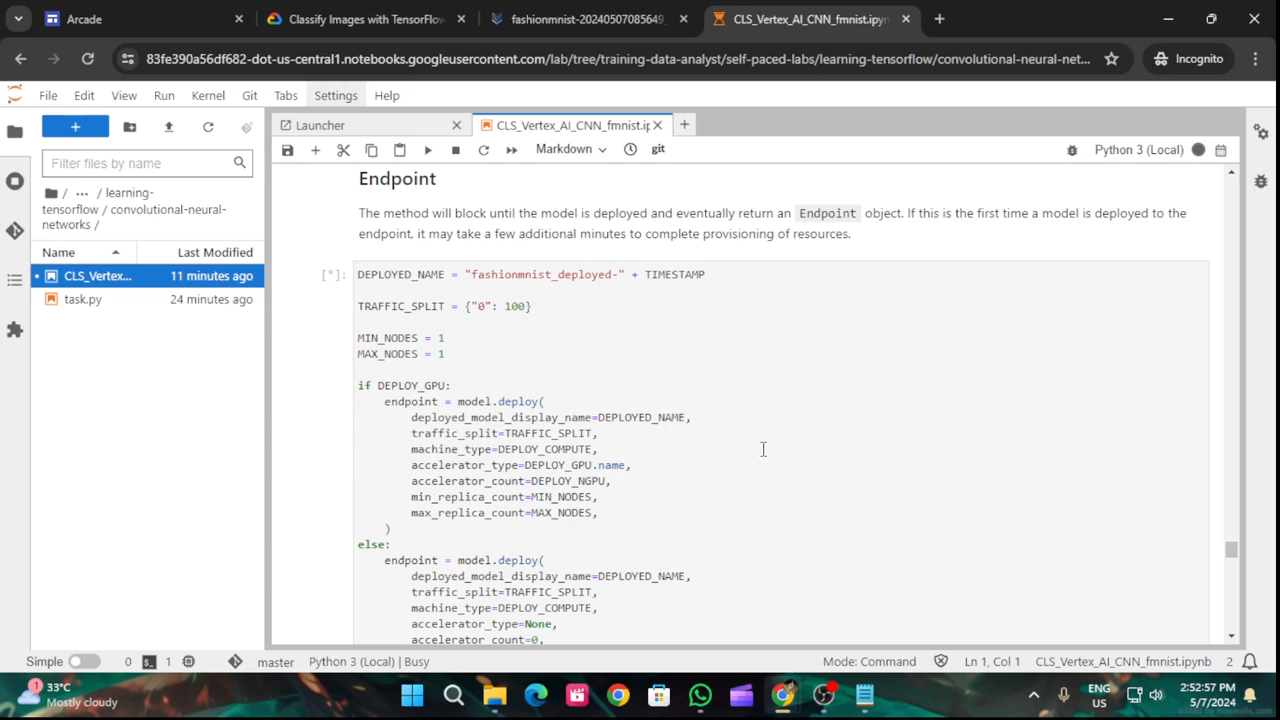 Arcade
Classify Images with TensorFlow
fashionmnist-20240507085649_
CLS_Vertex_AI_CNN_fmnist.ipyn
83fe390a56df682-dot-us-central1.notebooks.googleusercontent.com/lab/tree/training-data-analyst/self-paced-labs/learning-tensorflow/convolutional-neural-net...
Incognito
File Edit View Run Kernel Git Tabs Settings Help
Launcher
CLS_Vertex_AI_CNN_fmnist.ip
Filter files by name
Markdown
git
Python 3 (Local)
/ ... / learning-
tensorflow / convolutional-neural-
networks /
Name Last Modified
CLS_Vertex... 11 minutes ago
task.py 24 minutes ago
Endpoint
The method will block until the model is deployed and eventually return an Endpoint object. If this is the first time a model is deployed to the
endpoint, it may take a few additional minutes to complete provisioning of resources.
[*]: DEPLOYED_NAME = "fashionmnist_deployed-" + TIMESTAMP
TRAFFIC_SPLIT = {"0": 100}
MIN_NODES = 1
MAX_NODES = 1
if DEPLOY_GPU:
endpoint = model.deploy(
deployed_model_display_name=DEPLOYED_NAME,
traffic_split=TRAFFIC_SPLIT,
machine_type=DEPLOY_COMPUTE,
accelerator_type=DEPLOY_GPU.name,
accelerator_count=DEPLOY_NGPU,
min_replica_count=MIN_NODES,
max_replica_count=MAX_NODES,
)
else:
endpoint = model.deploy(
deployed_model_display_name=DEPLOYED_NAME,
traffic_split=TRAFFIC_SPLIT,
machine_type=DEPLOY_COMPUTE,
accelerator_type=None,
accelerator_count=0,
Simple 0 1 master Python 3 (Local) | Busy Mode: Command Ln 1, Col 1 CLS_Vertex_AI_CNN_fmnist.ipynb 2
1
33°C
Mostly cloudy
ENG
US
2:52:57 PM
5/7/2024